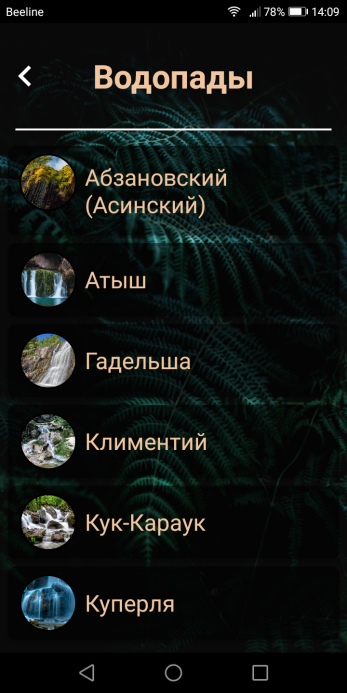 Beeline 78% 14:09
Водопады
Абзановский
(Асинский)
Атыш
Гадельша
Климентий
Кук-Караук
Куперля